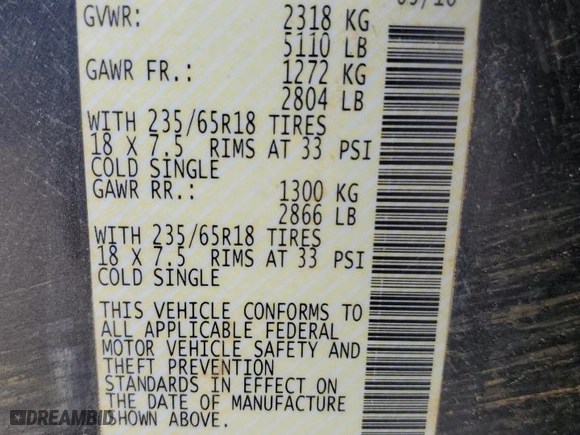 GVWR: 2318 KG
5110 LB
GAWR FR.: 1272 KG
2804 LB
WITH 235/65R18 TIRES
18 X 7.5 RIMS AT 33 PSI
COLD SINGLE
GAWR RR.: 1300 KG
2866 LB
WITH 235/65R18 TIRES
18 X 7.5 RIMS AT 33 PSI
COLD SINGLE
THIS VEHICLE CONFORMS TO
ALL APPLICABLE FEDERAL
MOTOR VEHICLE SAFETY AND
THEFT PREVENTION
STANDARDS IN EFFECT ON
THE DATE OF MANUFACTURE
SHOWN ABOVE.
DREAMBID